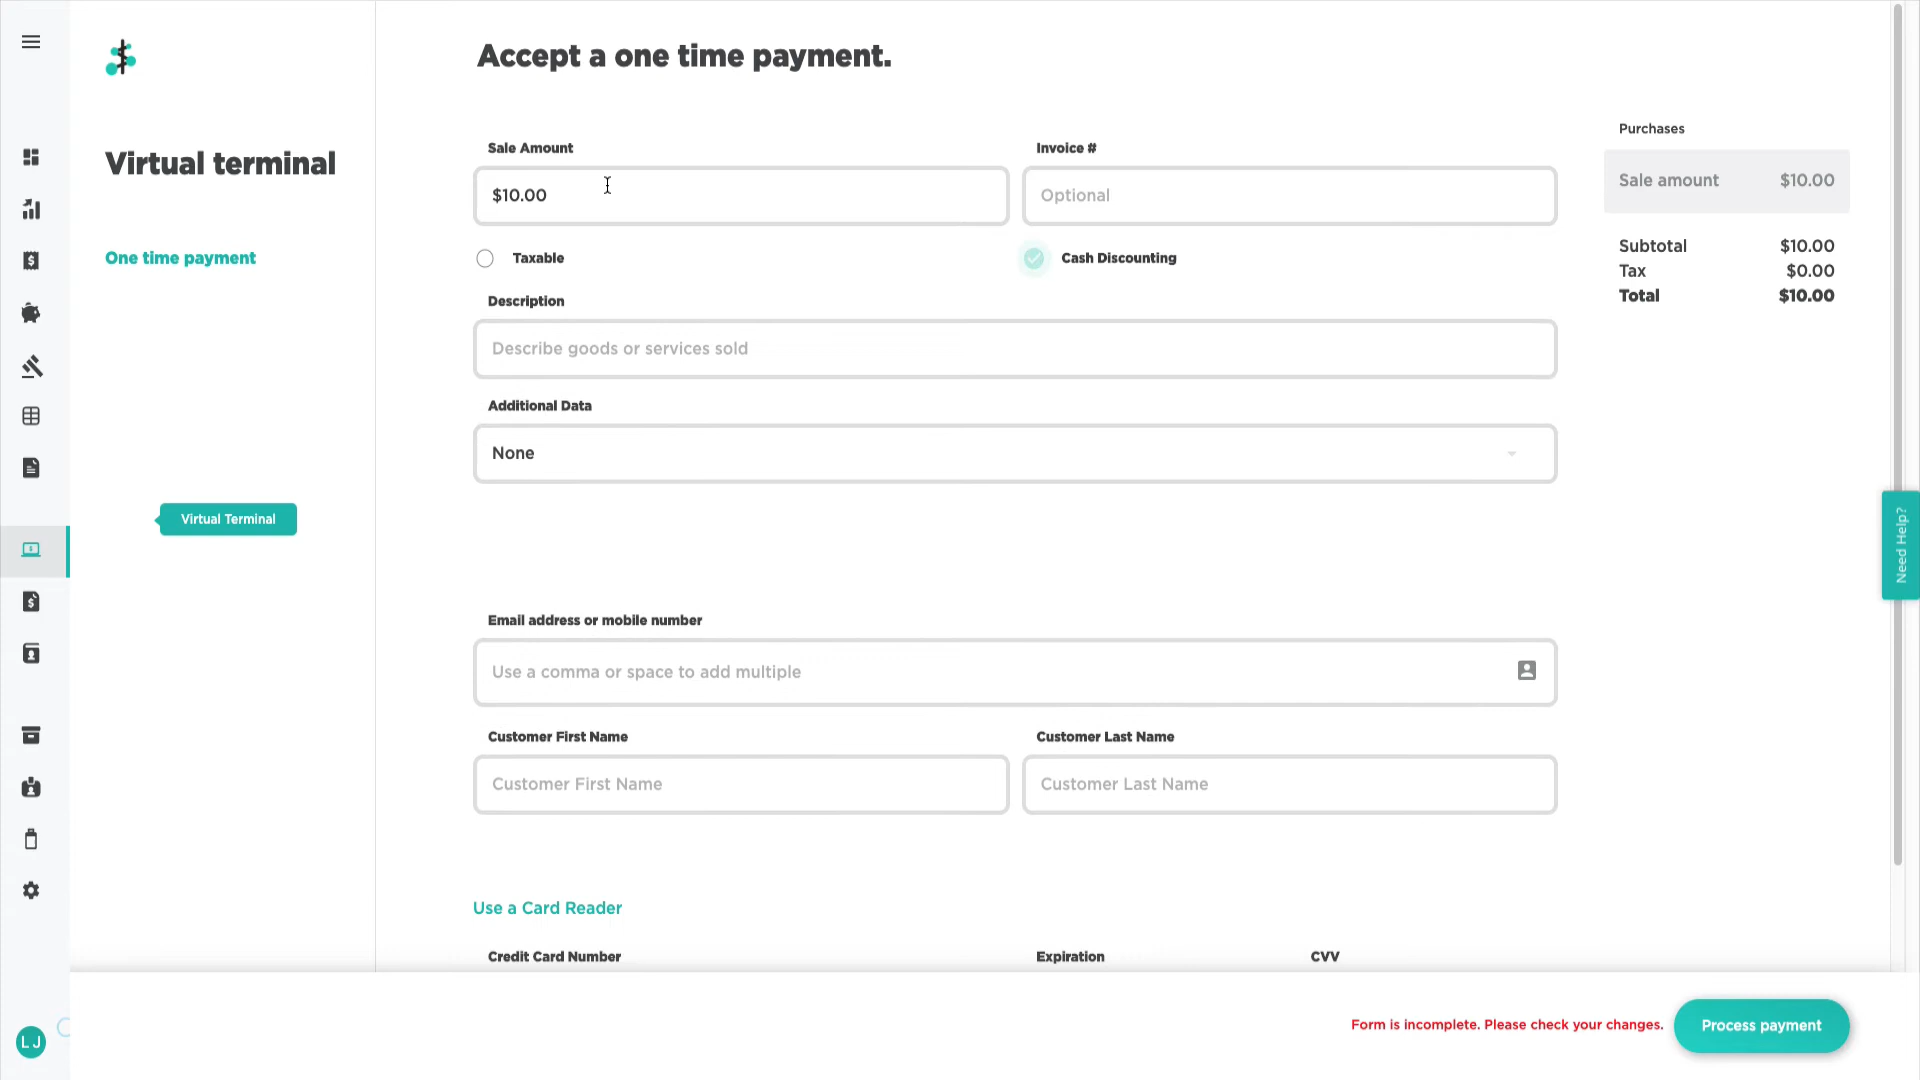 Accept a one time payment.
Virtual terminal
One time payment
Virtual Terminal
Sale Amount
Invoice #
$10.00
Optional
Taxable
Cash Discounting
Description
Describe goods or services sold
Additional Data
None
Email address or mobile number
Use a comma or space to add multiple
Customer First Name
Customer Last Name
Customer First Name
Customer Last Name
Use a Card Reader
Credit Card Number
Expiration
CVV
Purchases
Sale amount $10.00
Subtotal $10.00
Tax $0.00
Total $10.00
Need Help?
LJ
Form is incomplete. Please check your changes.
Process payment